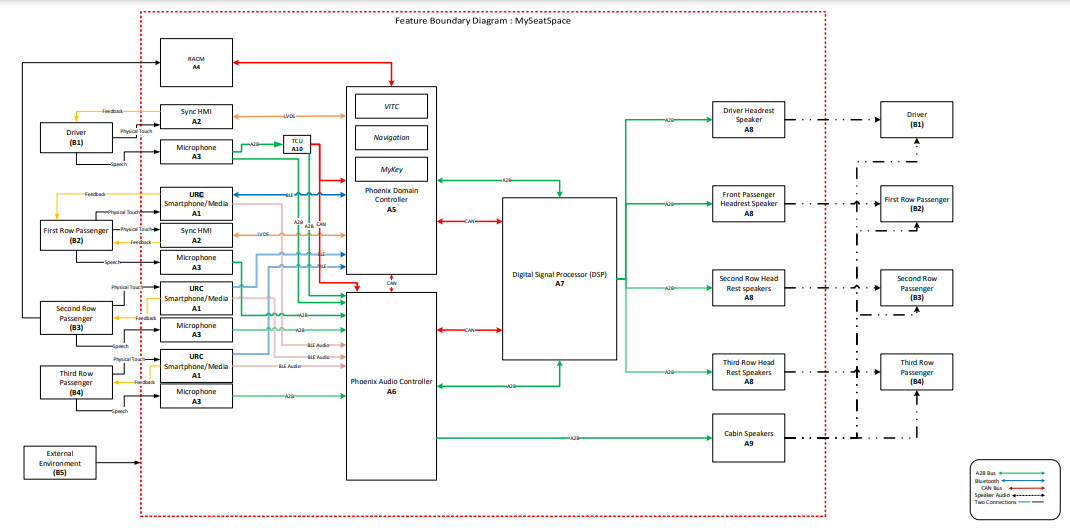 Feature Boundary Diagram : MySeatSpace
RACM
A4
Feedback
Sync HMI
A2
Driver
(B1)
Physical Touch
Microphone
A3
Speech
LVDS
A2B
TCU
A10
VITC
Navigation
MyKey
Phoenix Domain
Controller
A5
Feedback
URC
Smartphone/Media
A1
BLE
Physical Touch
First Row Passenger
(B2)
Physical Touch
Feedback
Sync HMI
A2
LVDS
A2B
A2B
CAN
Speech
Microphone
A3
BLE
BLE
Physical Touch
URC
Smartphone/Media
A1
Second Row
Passenger
(B3)
Feedback
Microphone
A3
Speech
A2B
A2B
BLE Audio
BLE Audio
BLE Audio
Physical Touch
URC
Smartphone/Media
A1
Third Row
Passenger
(B4)
Feedback
Microphone
A3
Speech
A2B
External
Environment
(B5)
CAN
Phoenix Audio Controller
A6
A2B
CAN
CAN
A2B
A2B
Digital Signal Processor (DSP)
A7
A2B
A2B
A2B
A2B
Driver Headrest
Speaker
A8
Front Passenger
Headrest Speaker
A8
Second Row Head
Rest speakers
A8
Third Row Head
Rest Speakers
A8
Cabin Speakers
A9
Driver
(B1)
First Row Passenger
(B2)
Second Row
Passenger
(B3)
Third Row
Passenger
(B4)
A2B Bus
Bluetooth
CAN Bus
Speaker Audio
Two Connections